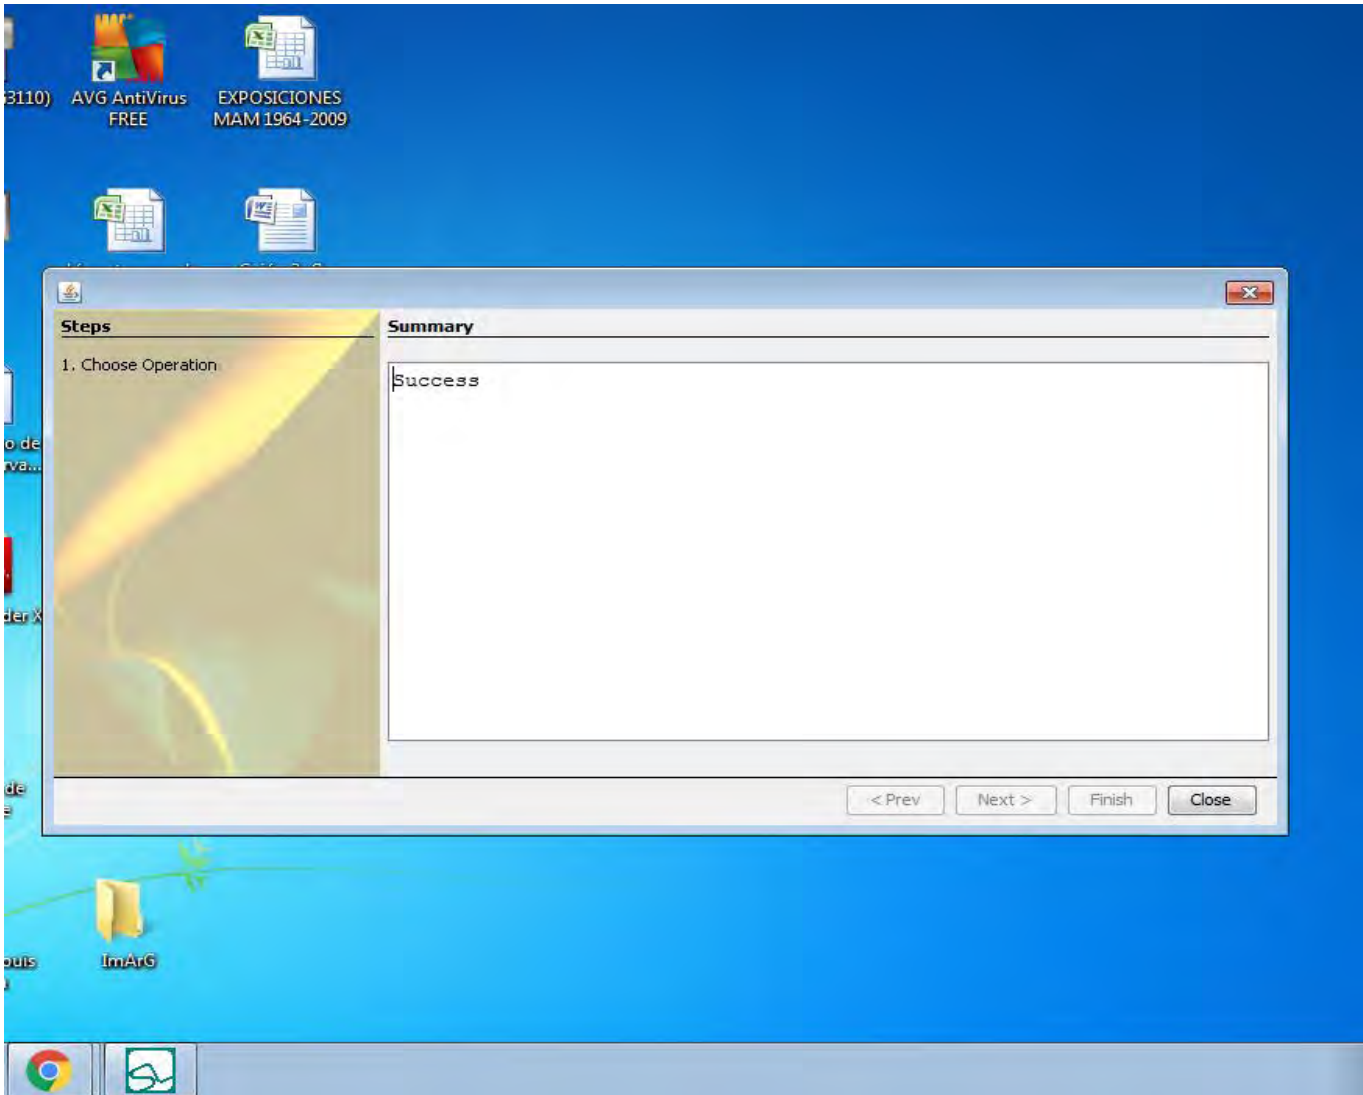 3110)
AVG AntiVirus
FREE
EXPOSICIONES
MAM 1964-2009
Steps
1. Choose Operation
Summary
Success
o de
rva...
der X
de
< Prev
Next >
Finish
Close
ouis
ImArG